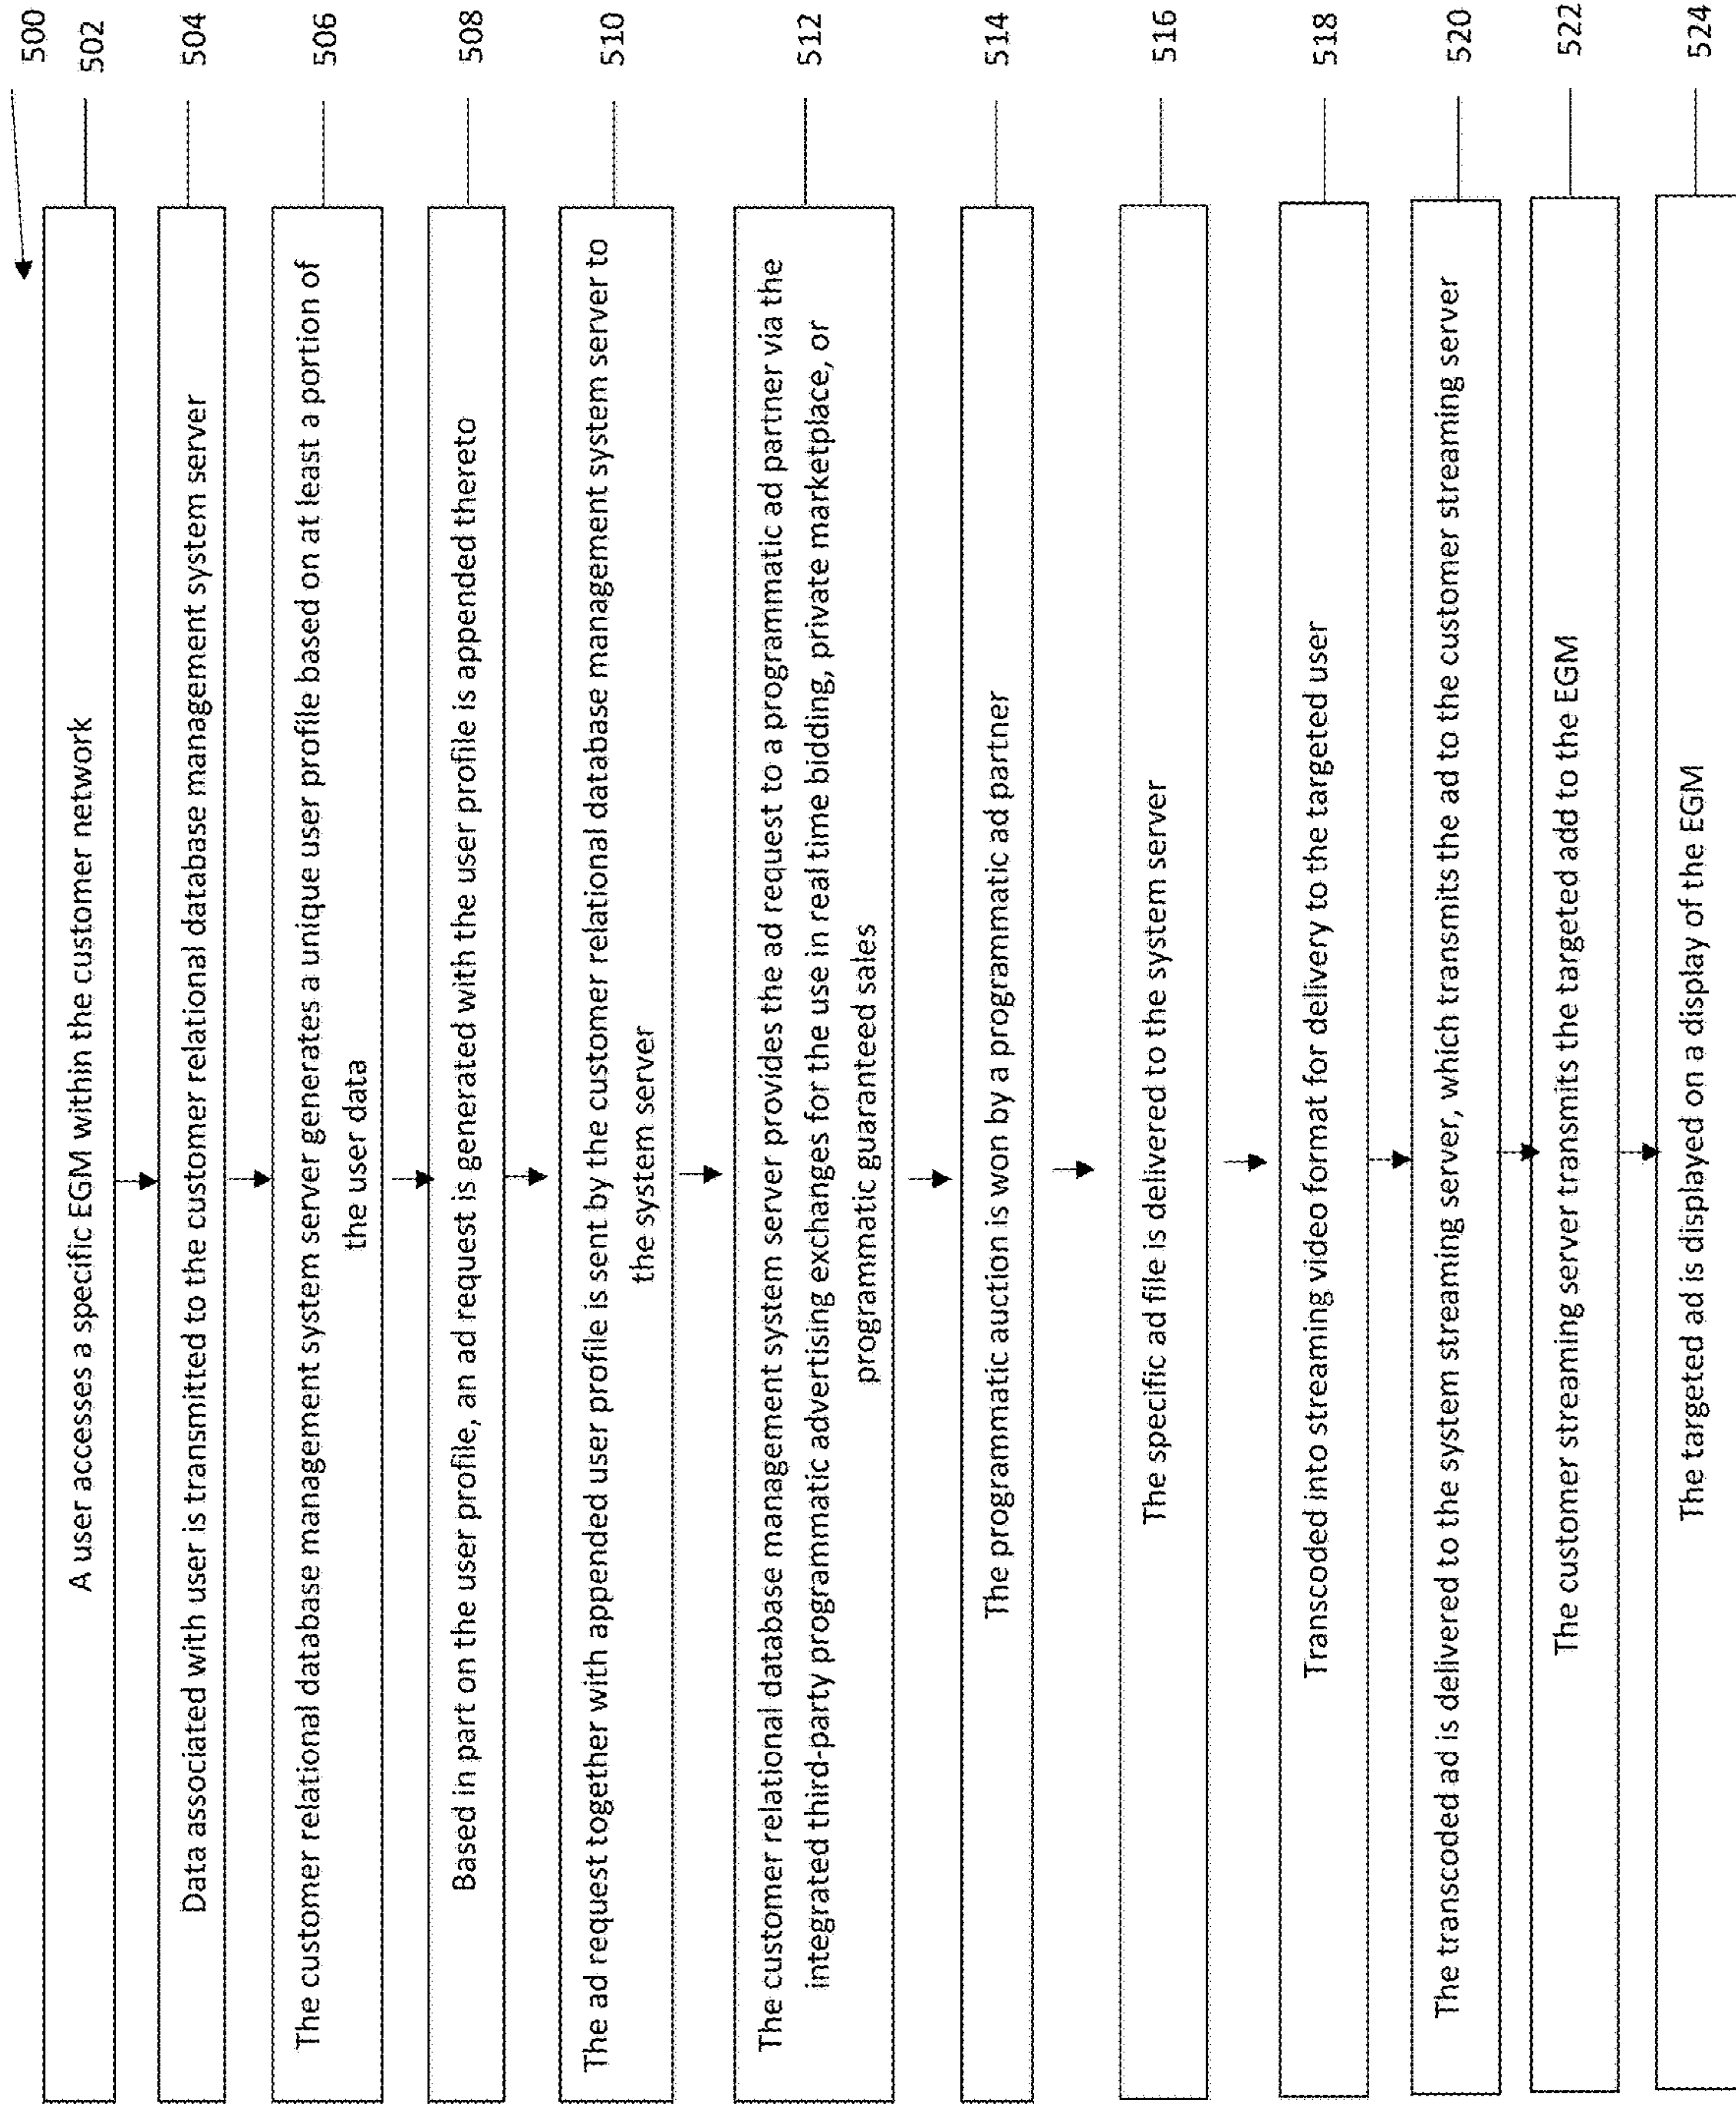 500
A user accesses a specific EGM within the customer network
502
Data associated with user is transmitted to the customer relational database management system server
504
The customer relational database management system server generates a unique user profile based on at least a portion of
the user data
506
Based in part on the user profile, an ad request is generated with the user profile is appended thereto
508
The ad request together with appended user profile is sent by the customer relational database management system server to
the system server
510
The customer relational database management system server provides the ad request to a programmatic ad partner via the
integrated third-party programmatic advertising exchanges for the use in real time bidding, private marketplace, or
programmatic guaranteed sales
512
The programmatic auction is won by a programmatic ad partner
514
The specific ad file is delivered to the system server
516
Transcoded into streaming video format for delivery to the targeted user
518
The transcoded ad is delivered to the system streaming server, which transmits the ad to the customer streaming server
520
The customer streaming server transmits the targeted add to the EGM
522
The targeted ad is displayed on a display of the EGM
524